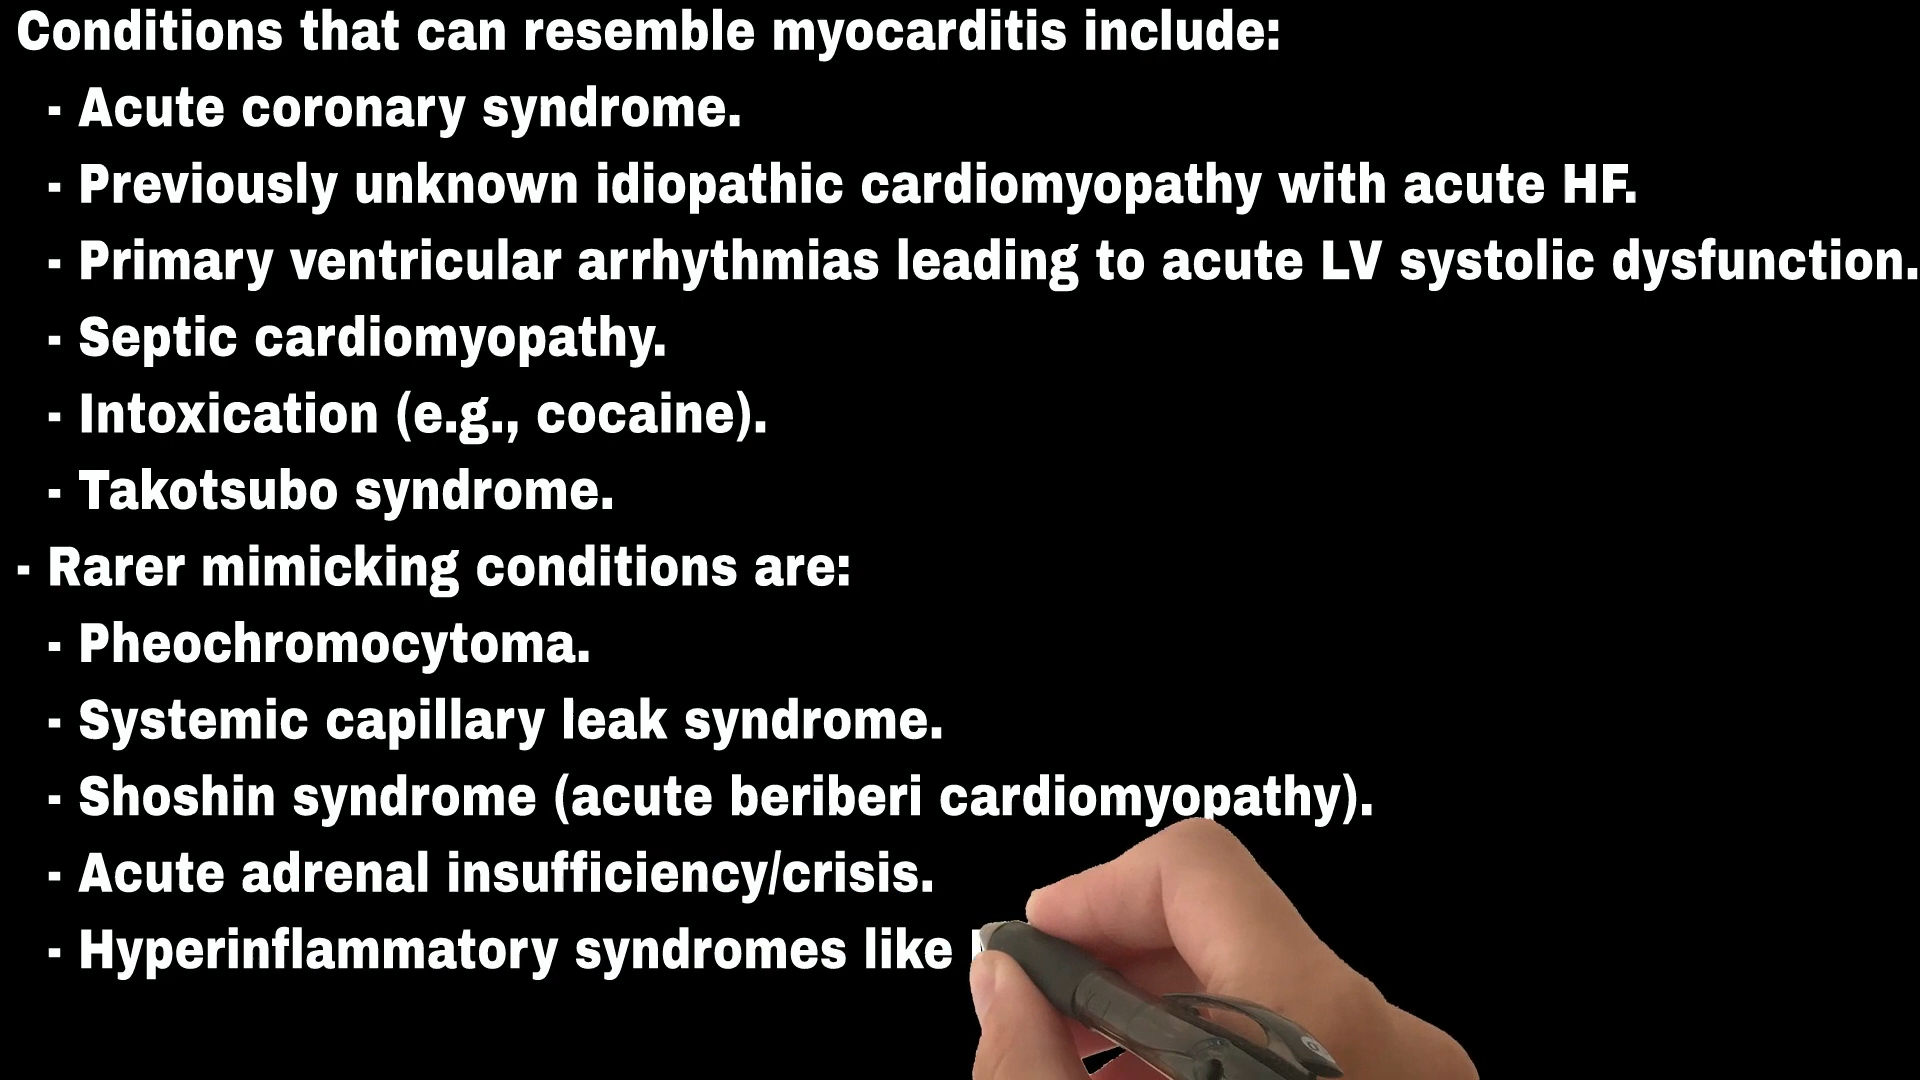 Conditions that can resemble myocarditis include:
- Acute coronary syndrome.
- Previously unknown idiopathic cardiomyopathy with acute HF.
- Primary ventricular arrhythmias leading to acute LV systolic dysfunction.
- Septic cardiomyopathy.
- Intoxication (e.g., cocaine).
- Takotsubo syndrome.
- Rarer mimicking conditions are:
- Pheochromocytoma.
- Systemic capillary leak syndrome.
- Shoshin syndrome (acute beriberi cardiomyopathy).
- Acute adrenal insufficiency/crisis.
- Hyperinflammatory syndromes like